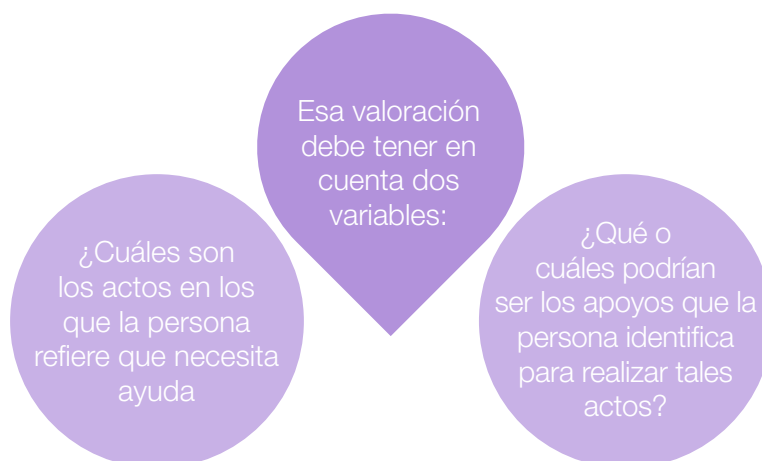 Esa valoración
debe tener en
cuenta dos
variables:
¿Cuáles son
los actos en los
que la persona
refiere que necesita
ayuda
¿Qué o
cuáles podrían
ser los apoyos que la
persona identifica
para realizar tales
actos?